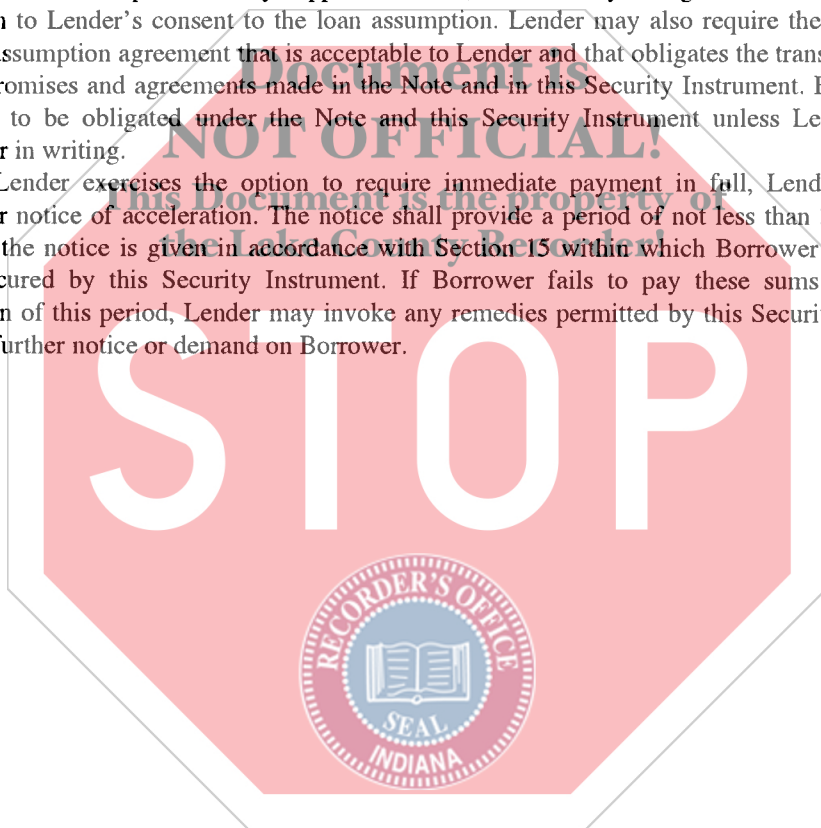 to Lender’s consent to the loan assumption. Lender may also require the
ssumption agreement that is acceptable to Lender and that obligates the trans
omises and agreements made in the Note and in this Security Instrument.
to be obligated under the Note and this Security Instrument unless Le
r in writing.
Lender exercises the option to require immediate payment in full, Lend
r notice of acceleration. The notice shall provide a period of not less than
the notice is given in accordance with Section 15 within which Borrower
cured by this Security Instrument. If Borrower fails to pay these sums
n of this period, Lender may invoke any remedies permitted by this Securi
urther notice or demand on Borrower.
Document is
NOT OFFICIAL!
This Document is the property of
the Lake County Recorder!
STOP
RECORDER'S OFFICE
SEAL
INDIANA